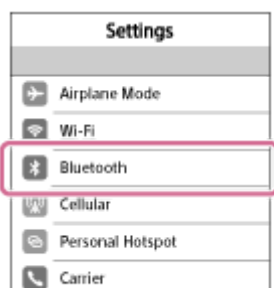 Settings
Airplane Mode
Wi-Fi
Bluetooth
Cellular
Personal Hotspot
Carrier